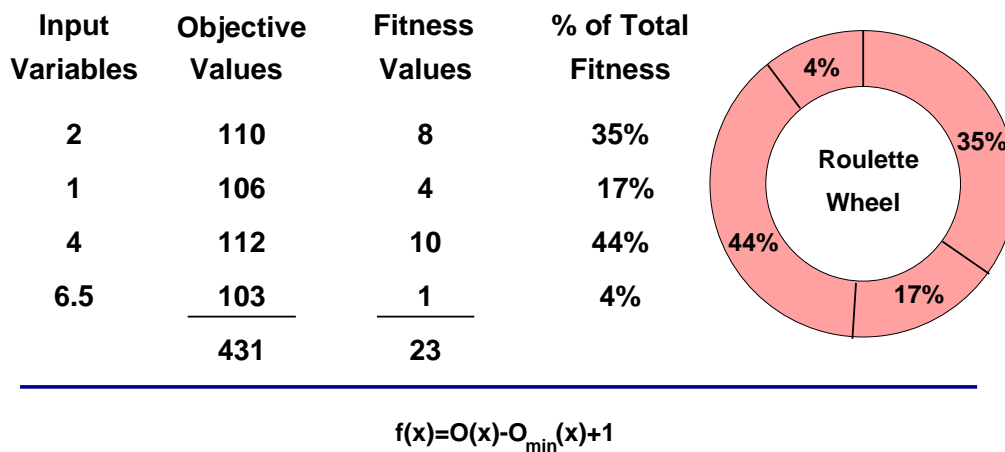 Input Objective Fitness % of Total
Variables Values Values Fitness
2 110 8 35%
1 106 4 17%
4 112 10 44%
6.5 103 1 4%
431 23
4%
35%
Roulette
Wheel
44%
17%
f(x)=O(x)-Omin(x)+1